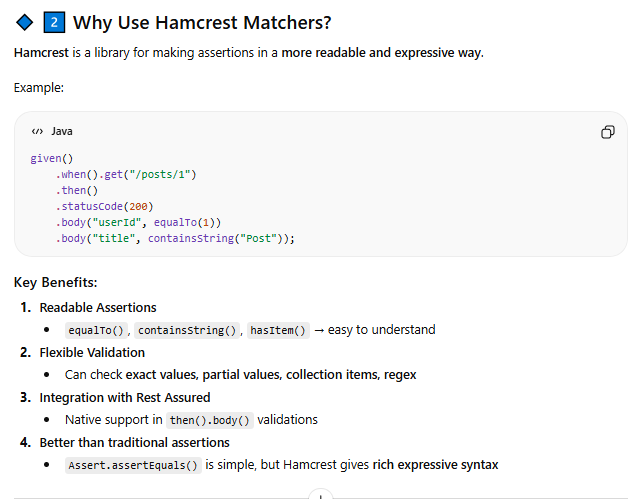 2 Why Use Hamcrest Matchers?
Hamcrest is a library for making assertions in a more readable and expressive way.
Example:
</> Java
given()
    .when().get("/posts/1")
    .then()
    .statusCode(200)
    .body("userId", equalTo(1))
    .body("title", containsString("Post"));
Key Benefits:
1. Readable Assertions
• equalTo(), containsString(), hasItem() → easy to understand
2. Flexible Validation
• Can check exact values, partial values, collection items, regex
3. Integration with Rest Assured
• Native support in then().body() validations
4. Better than traditional assertions
• Assert.assertEquals() is simple, but Hamcrest gives rich expressive syntax